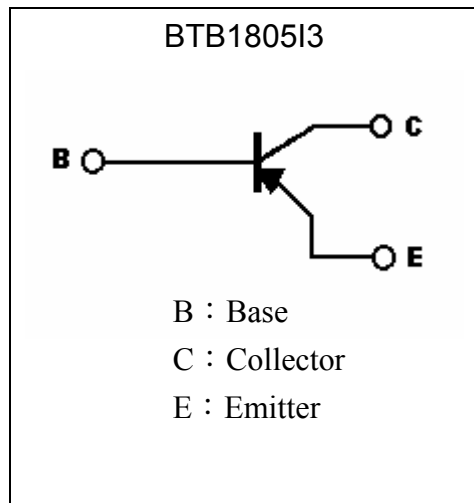 BTB1805I3
C
B
E
B：Base
C：Collector
E：Emitter